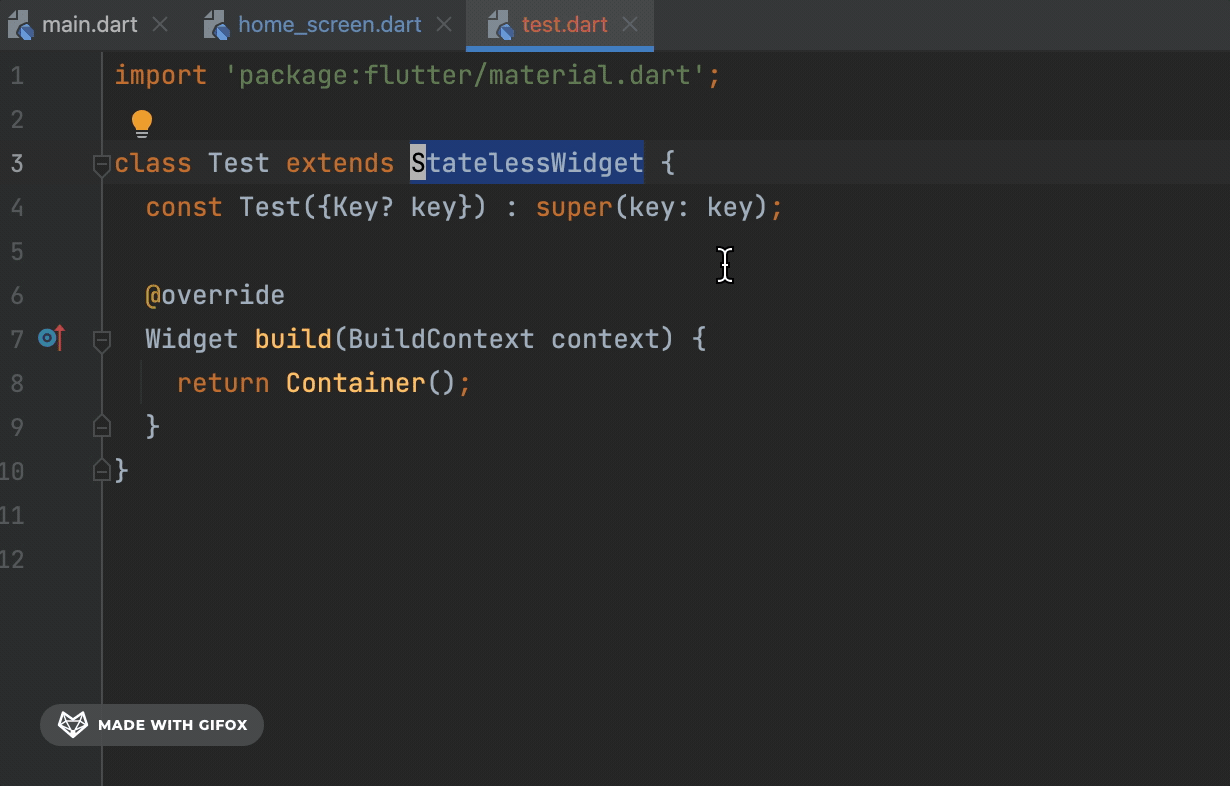 main.dart home_screen.dart test.dart
1 import 'package:flutter/material.dart';
2
3 class Test extends StatelessWidget {
4 const Test({Key? key}) : super(key: key);
5
6 @override
7 Widget build(BuildContext context) {
8 return Container();
9 }
10 }
11
12
MADE WITH GIFOX